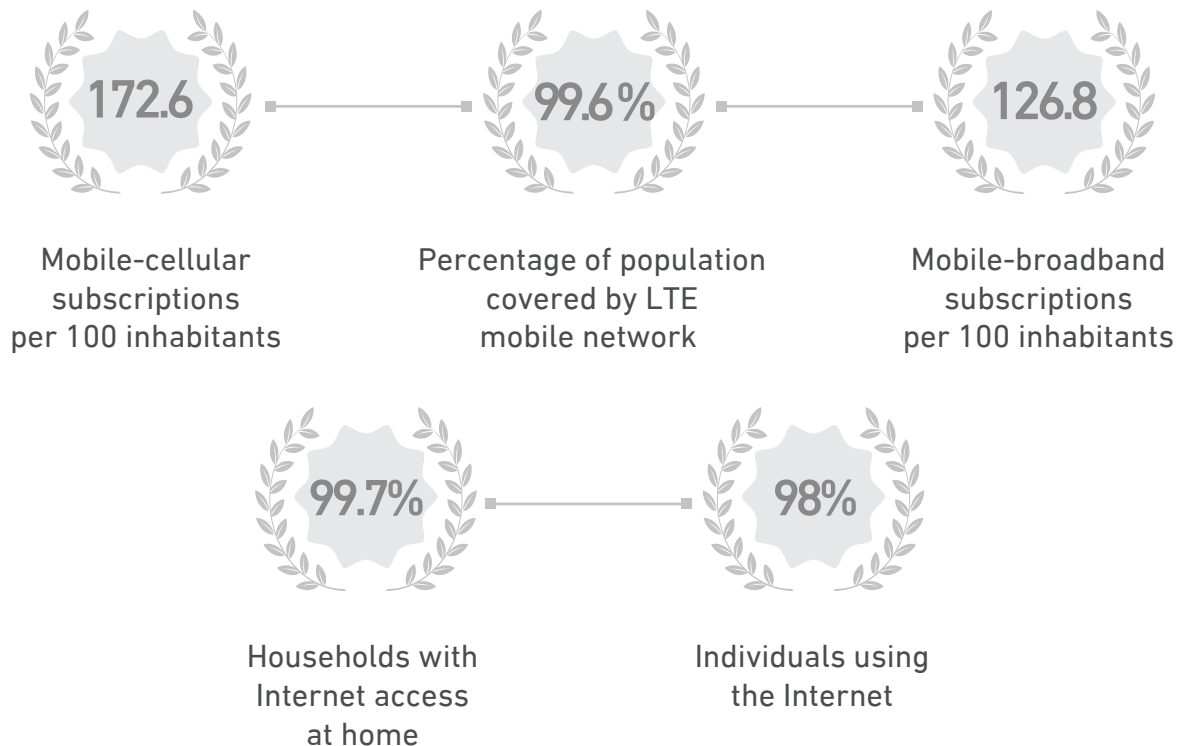 172.6
99.6%
126.8
Mobile-cellular
subscriptions
per 100 inhabitants
Percentage of population
covered by LTE
mobile network
Mobile-broadband
subscriptions
per 100 inhabitants
99.7%
98%
Households with
Internet access
at home
Individuals using
the Internet